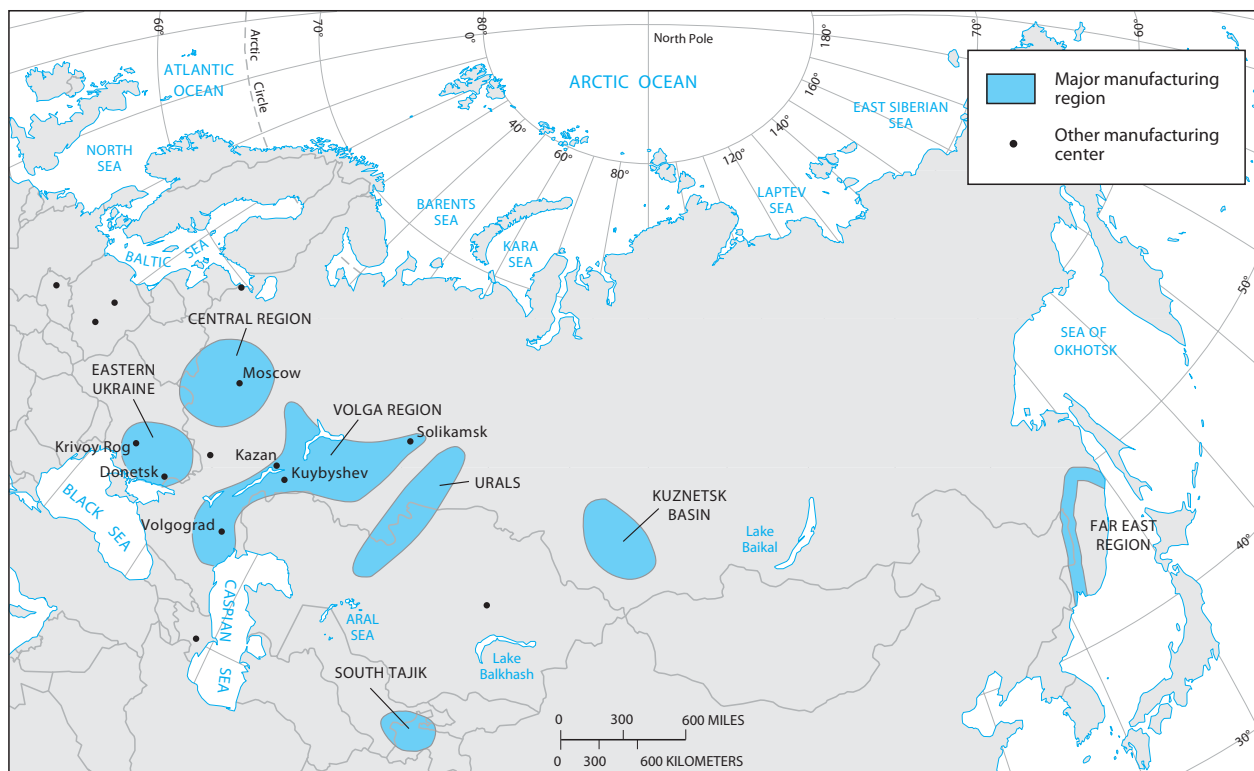 60°
70°
0°
80°
North Pole
180°
70°
60°
Arctic
Circle
ATLANTIC
OCEAN
ARCTIC OCEAN
160°
EAST SIBERIAN
SEA
Major manufacturing
region
Other manufacturing
center
NORTH
SEA
40°
60°
80°
120°
140°
BARENTS
SEA
KARA
SEA
LAPTEV
SEA
BALTIC SEA
50°
CENTRAL REGION
SEA OF
OKHOTSK
Moscow
EASTERN
UKRAINE
VOLGA REGION
Solikamsk
Krivoy Rog
Kazan
Donetsk
Kuybyshev
URALS
KUZNETSK
BASIN
BLACK SEA
Volgograd
Lake
Baikal
FAR EAST
REGION
40°
CASPIAN SEA
ARAL
SEA
Lake
Balkhash
SOUTH TAJIK
0 300 600 MILES
0 300 600 KILOMETERS
30°